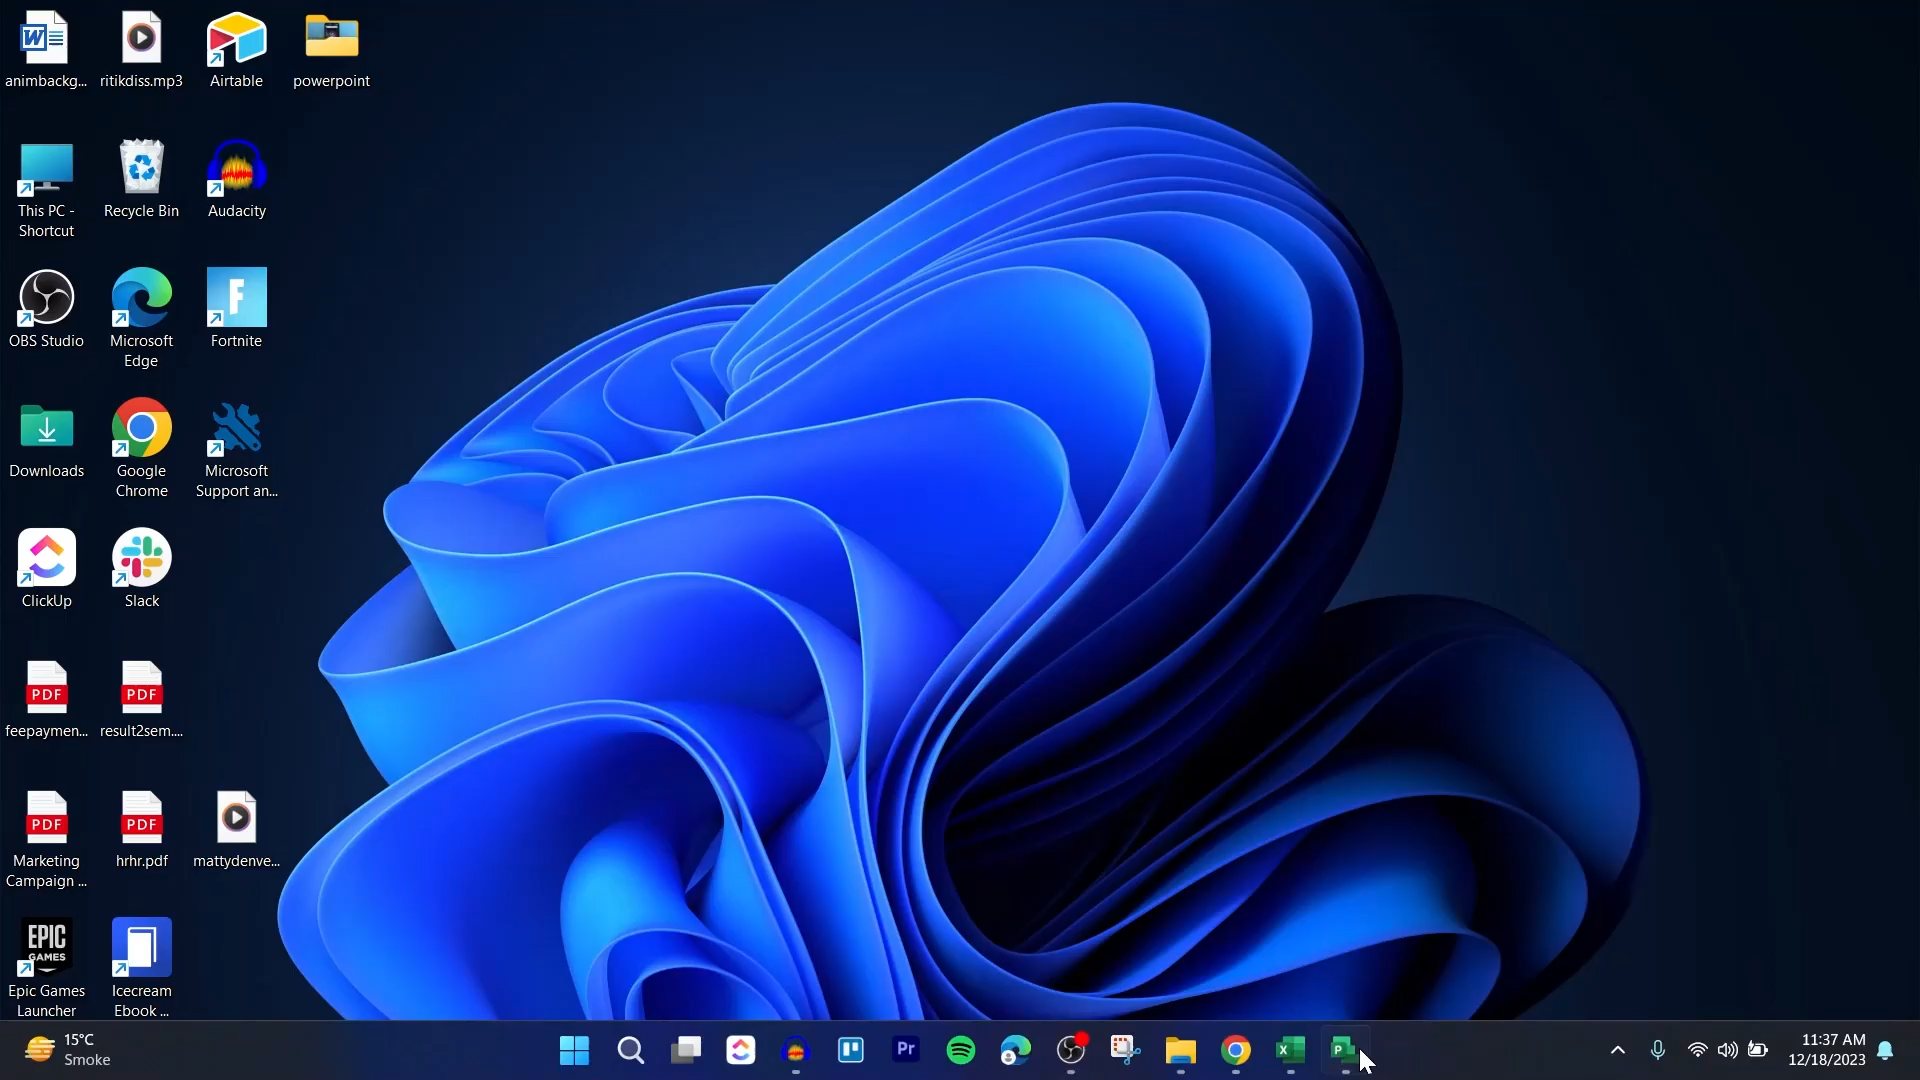 animbackg...
ritikdiss.mp3
Airtable
powerpoint
This PC -
Shortcut
Recycle Bin
Audacity
OBS Studio
Microsoft
Edge
Fortnite
Downloads
Google
Chrome
Microsoft
Support an...
ClickUp
Slack
PDF
feepaymen...
PDF
result2sem....
PDF
Marketing
Campaign ...
PDF
hrhr.pdf
mattydenve...
EPIC
GAMES
Epic Games
Launcher
Icecream
Ebook ...
15°C
Smoke
Pr
X
P
11:37 AM
12/18/2023
W
F